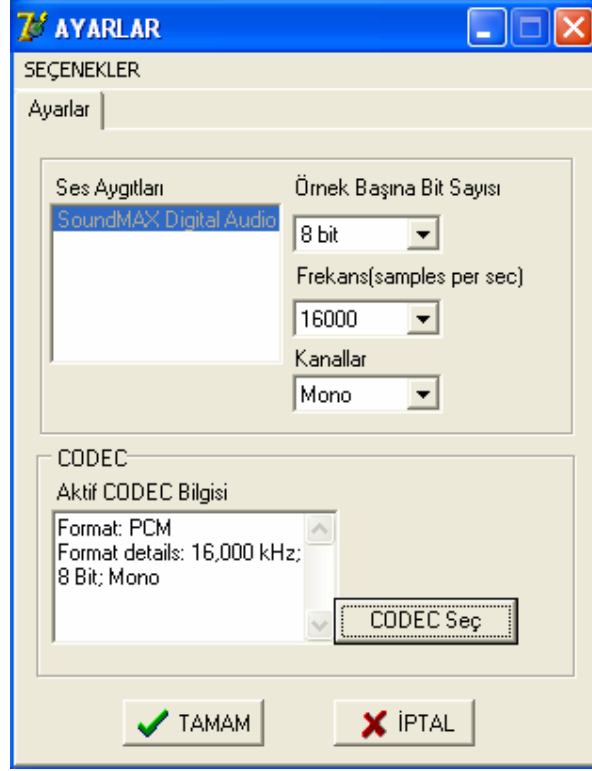 AYARLAR
SEÇENEKLER
Ayarlar
Ses Aygıtları
SoundMAX Digital Audio
Örnek Başına Bit Sayısı
8 bit
Frekans(samples per sec)
16000
Kanallar
Mono
CODEC
Aktif CODEC Bilgisi
Format: PCM
Format details: 16,000 kHz;
8 Bit; Mono
CODEC Seç
TAMAM
İPTAL